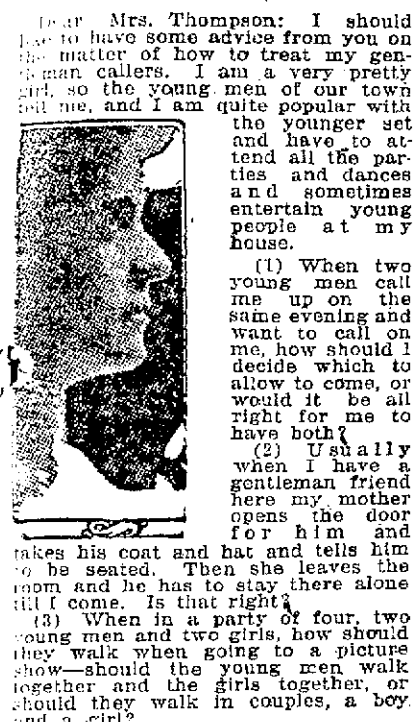 Dear Mrs. Thompson: I should
like to have some advice from you on
the matter of how to treat my gen-
tleman callers. I am a very pretty
girl, so the young men of our town
tell me, and I am quite popular with
the younger set
and have to at-
tend all the par-
ties and dances
and sometimes
entertain young
people at my
house.
(1) When two
young men call
me up on the
same evening and
want to call on
me, how should I
decide which to
allow to come, or
would it be all
right for me to
have both?
(2) Usually
when I have a
gentleman friend
here my mother
opens the door
for him and
takes his coat and hat and tells him
to be seated. Then she leaves the
room and he has to stay there alone
till I come. Is that right?
(3) When in a party of four, two
young men and two girls, how should
they walk when going to a picture
show—should the young men walk
together and the girls together, or
should they walk in couples, a boy
and a girl?